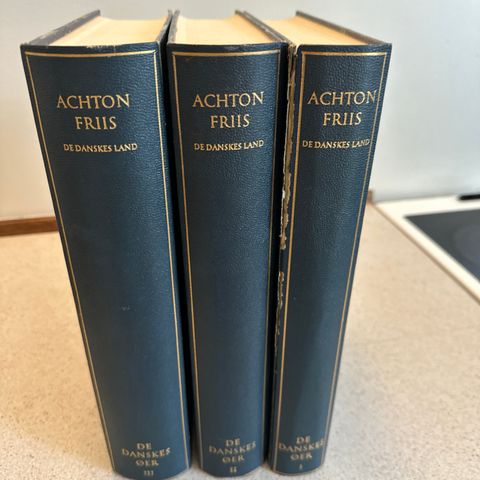 ACHTON
FRIIS
DE DANSKES LAND
DE
DANSKES
ØER
III
ACHTON
FRIIS
DE DANSKES LAND
DE
DANSKES
ØER
II
ACHTON
FRIIS
DE DANSKES LAND
DE
DANSKES
ØER
I